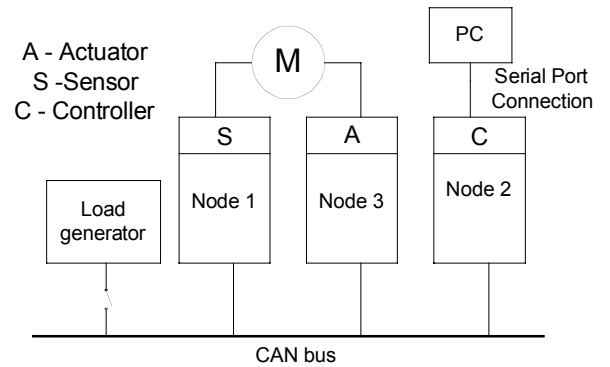 A - Actuator
S -Sensor
C - Controller
M
PC
Serial Port
Connection
S
A
C
Node 1
Node 3
Node 2
Load
generator
CAN bus